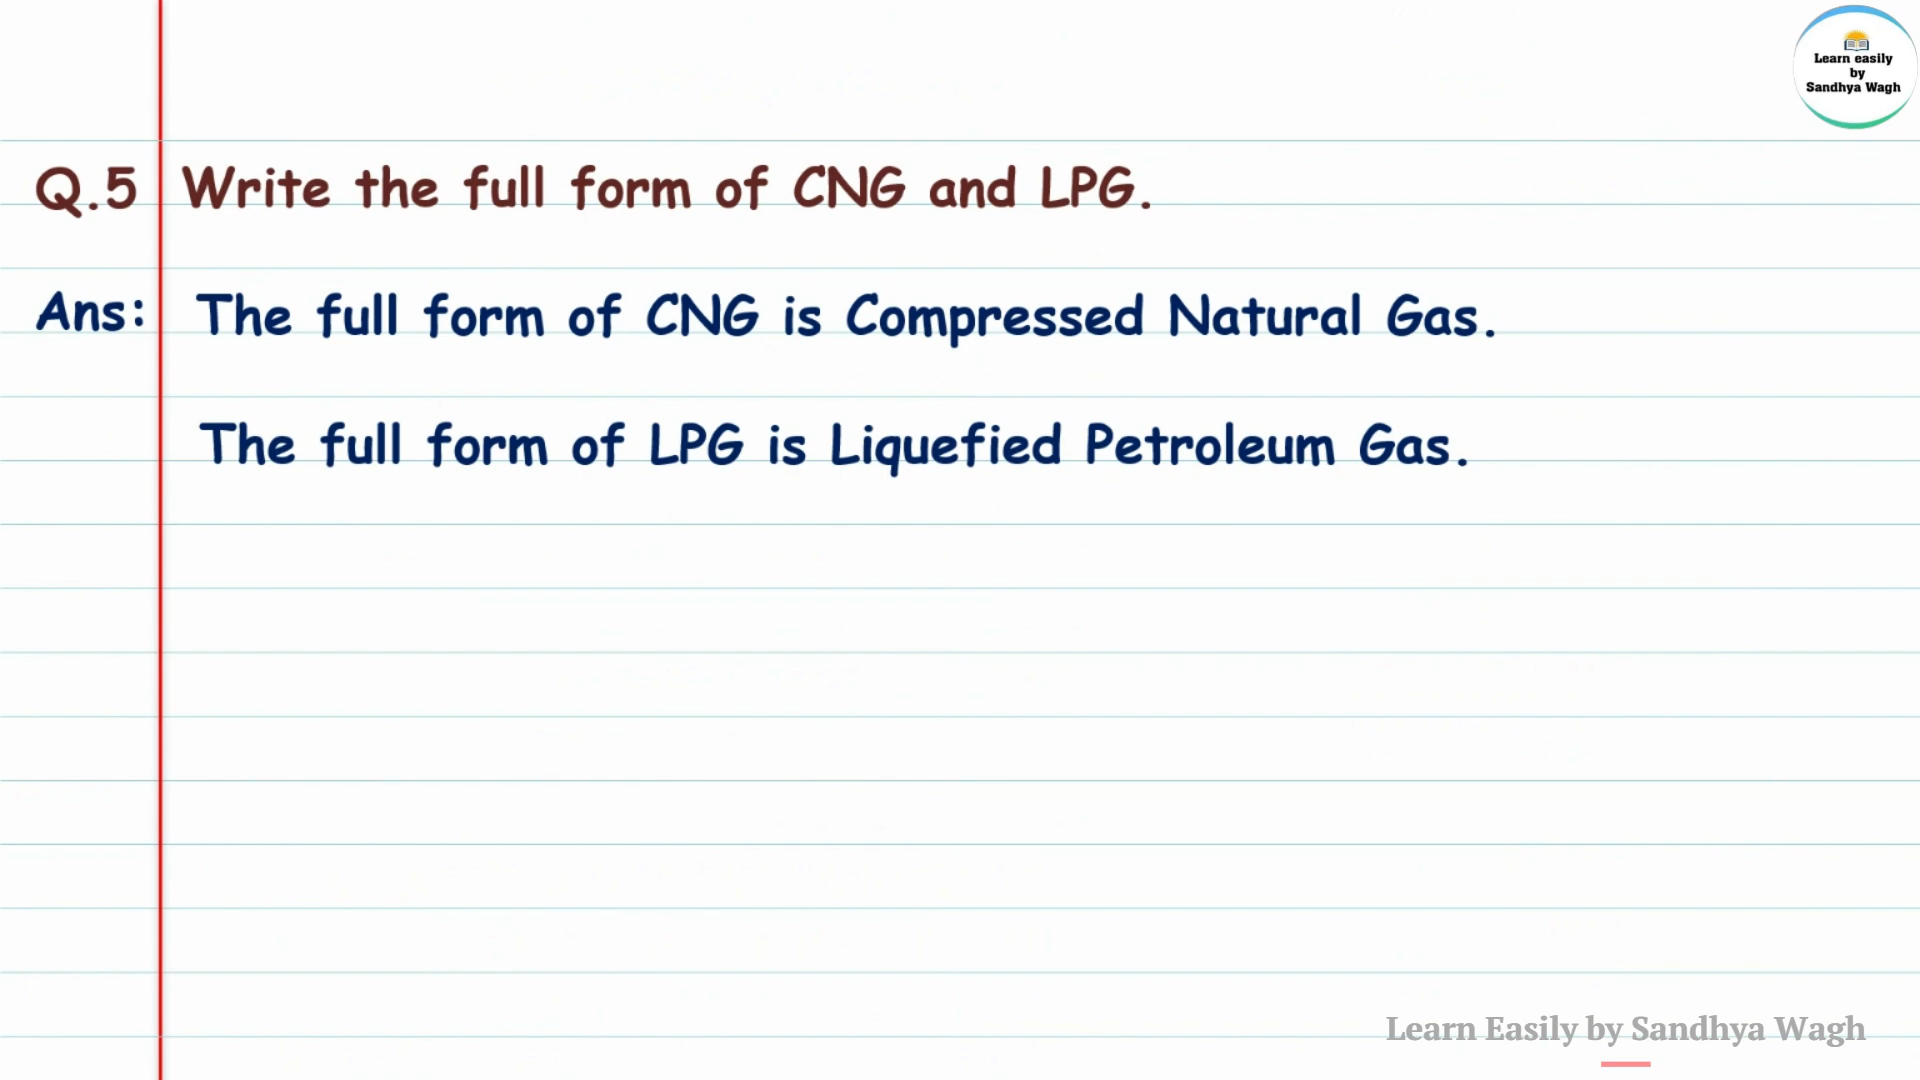 Learn easily
by
Sandhya Wagh
Q.5 Write the full form of CNG and LPG.
Ans: The full form of CNG is Compressed Natural Gas.
The full form of LPG is Liquefied Petroleum Gas.
Learn Easily by Sandhya Wagh